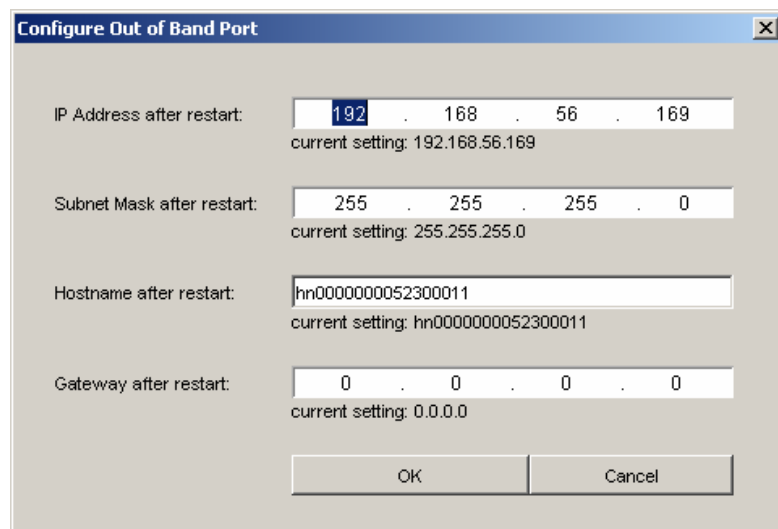 Configure Out of Band Port
IP Address after restart: 192 . 168 . 56 . 169
current setting: 192.168.56.169
Subnet Mask after restart: 255 . 255 . 255 . 0
current setting: 255.255.255.0
Hostname after restart: hn0000000052300011
current setting: hn0000000052300011
Gateway after restart: 0 . 0 . 0 . 0
current setting: 0.0.0.0
OK Cancel